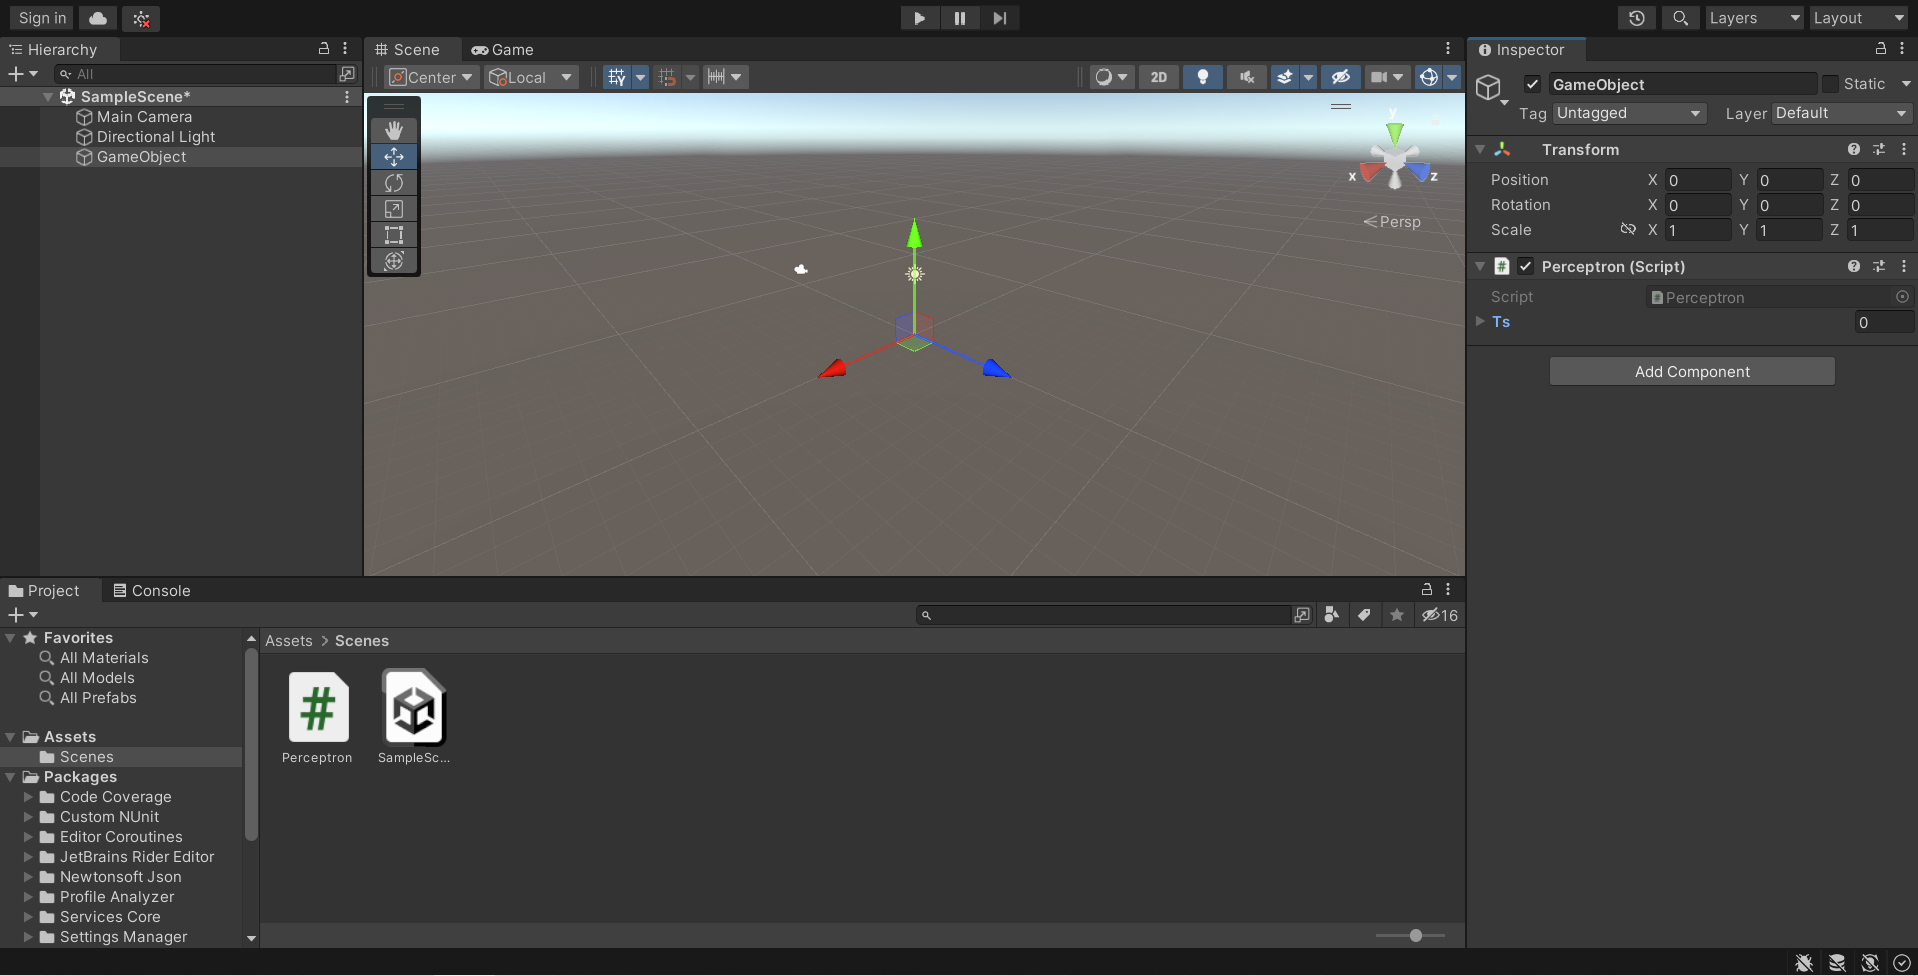 Sign in
Layers
Layout
Hierarchy
All
SampleScene*
Main Camera
Directional Light
GameObject
Scene
Game
Center
Local
2D
y
x
z
Persp
Inspector
GameObject
Static
Tag
Untagged
Layer
Default
Transform
Position X 0 Y 0 Z 0
Rotation X 0 Y 0 Z 0
Scale X 1 Y 1 Z 1
# Perceptron (Script)
Script
Perceptron
Ts 0
Add Component
Project
Console
16
Favorites
All Materials
All Models
All Prefabs
Assets
Scenes
Packages
Code Coverage
Custom NUnit
Editor Coroutines
JetBrains Rider Editor
Newtonsoft Json
Profile Analyzer
Services Core
Settings Manager
Assets > Scenes
#
Perceptron
SampleSc...